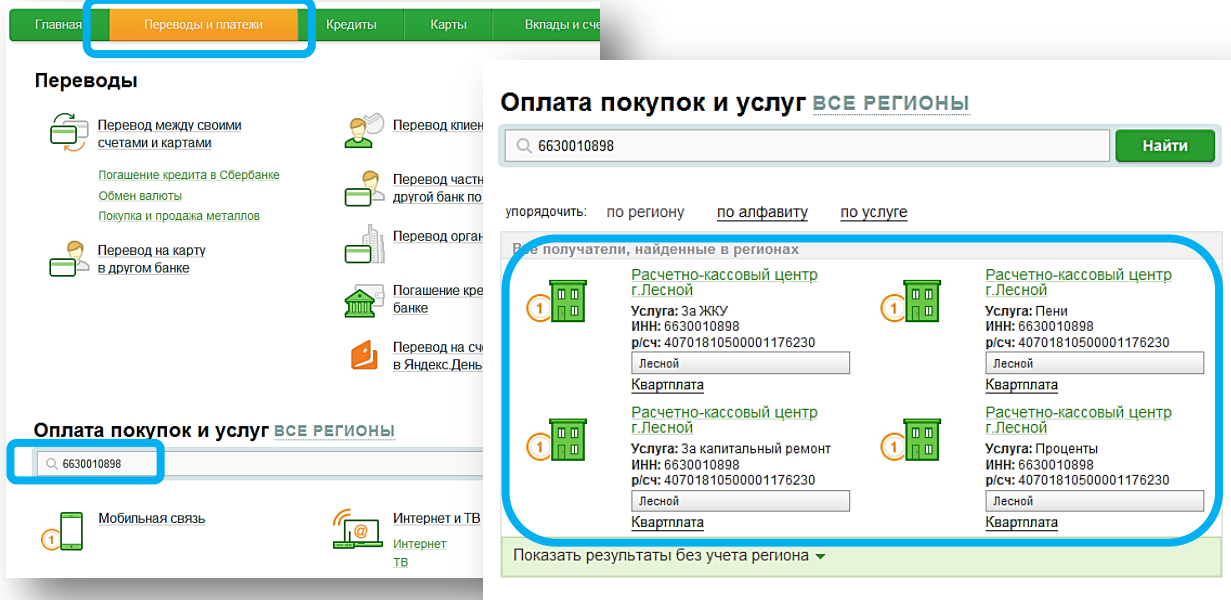 Главная
Переводы и платежи
Кредиты
Карты
Вклады и сче
Переводы
Перевод между своими
счетами и картами
Погашение кредита в Сбербанке
Обмен валюты
Покупка и продажа металлов
Перевод на карту
в другом банке
Перевод клиен
Перевод частн
другой банк по
Перевод орган
Погашение кре
банке
Перевод на сч
в Яндекс.День
Оплата покупок и услуг ВСЕ РЕГИОНЫ
6630010898
1
Мобильная связь
@
Интернет и ТВ
Интернет
ТВ
Оплата покупок и услуг ВСЕ РЕГИОНЫ
6630010898
Найти
упорядочить: по региону по алфавиту по услуге
Все получатели, найденные в регионах
1
Расчетно-кассовый центр
г.Лесной
Услуга: За ЖКУ
ИНН: 6630010898
р/сч: 40701810500001176230
Лесной
Квартплата
1
Расчетно-кассовый центр
г.Лесной
Услуга: Пени
ИНН: 6630010898
р/сч: 40701810500001176230
Лесной
Квартплата
1
Расчетно-кассовый центр
г.Лесной
Услуга: За капитальный ремонт
ИНН: 6630010898
р/сч: 40701810500001176230
Лесной
Квартплата
1
Расчетно-кассовый центр
г.Лесной
Услуга: Проценты
ИНН: 6630010898
р/сч: 40701810500001176230
Лесной
Квартплата
Показать результаты без учета региона